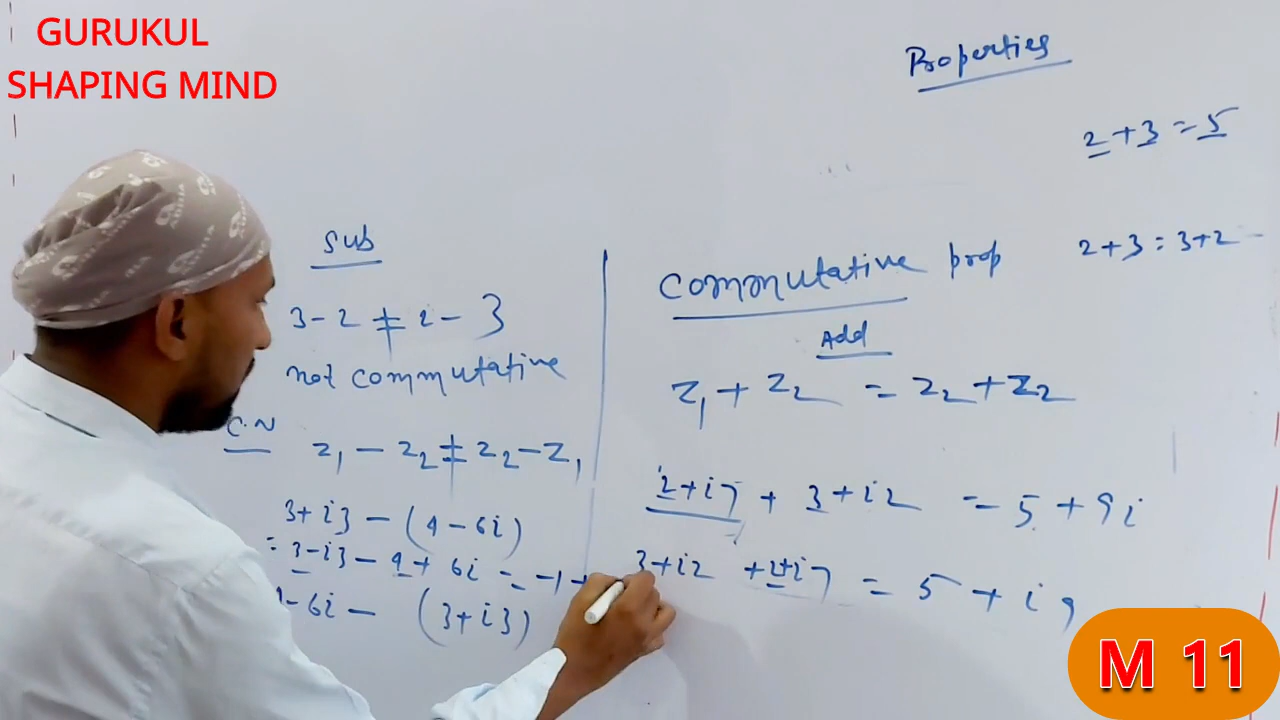 GURUKUL
SHAPING MIND
Properties
2 + 3 = 5
2 + 3 = 3 + 2
Commutative prop
Add
Z₁ + Z₂ = Z₂ + Z₂
2 + i7 + 3 + i2 = 5 + 9i
3 + i2 + 2 + i7 = 5 + i9
Sub
3 - 2 ≠ 2 - 3
not commutative
C.N
Z₁ - Z₂ ≠ Z₂ - Z₁
3 + i3 - (4 - 6i)
= 3 - i3 - 4 + 6i = -1 +
- 6i - (3 + i3)
M 11